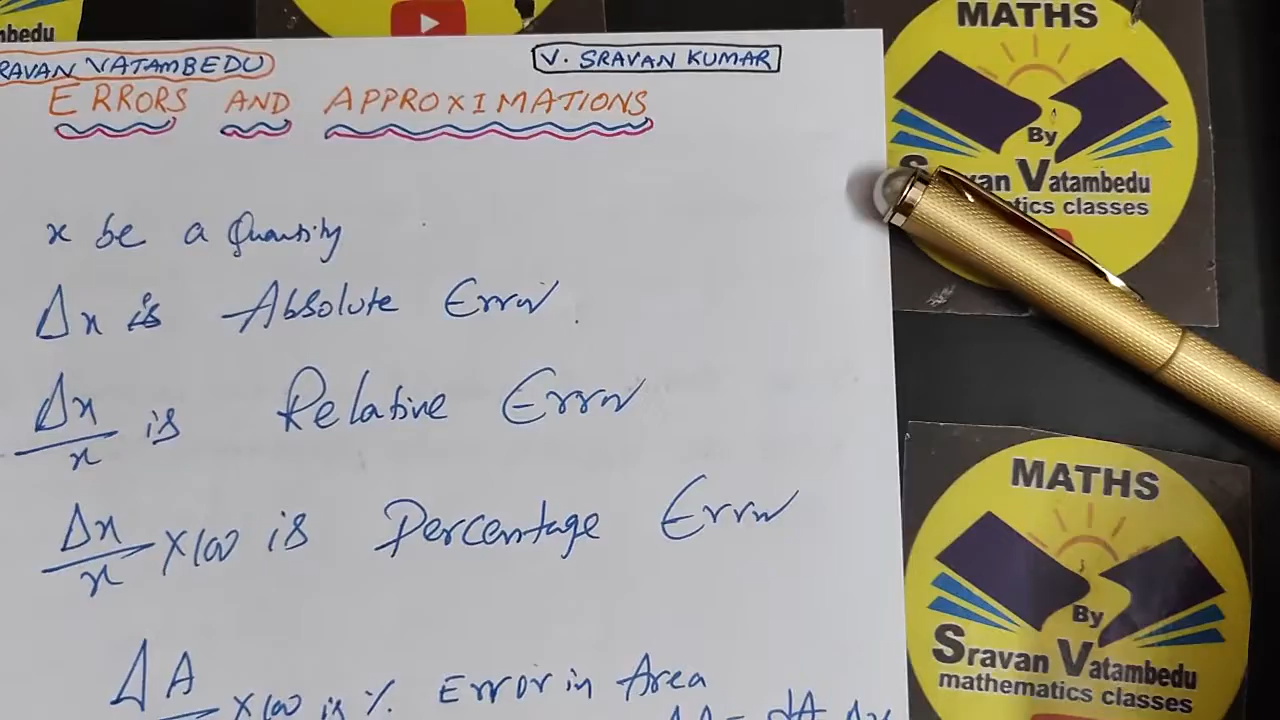 mbedu
MATHS
RAVAN VATAMBEDU
V. SRAVAN KUMAR
ERRORS AND APPROXIMATIONS
By
Vatambedu
tics classes
x be a Quantity
Δx is Absolute Error
Δx/x is Relative Error
Δx/x ×100 is Percentage Error
MATHS
By
Sravan Vatambedu
mathematics classes
ΔA ×100 is % Error in Area